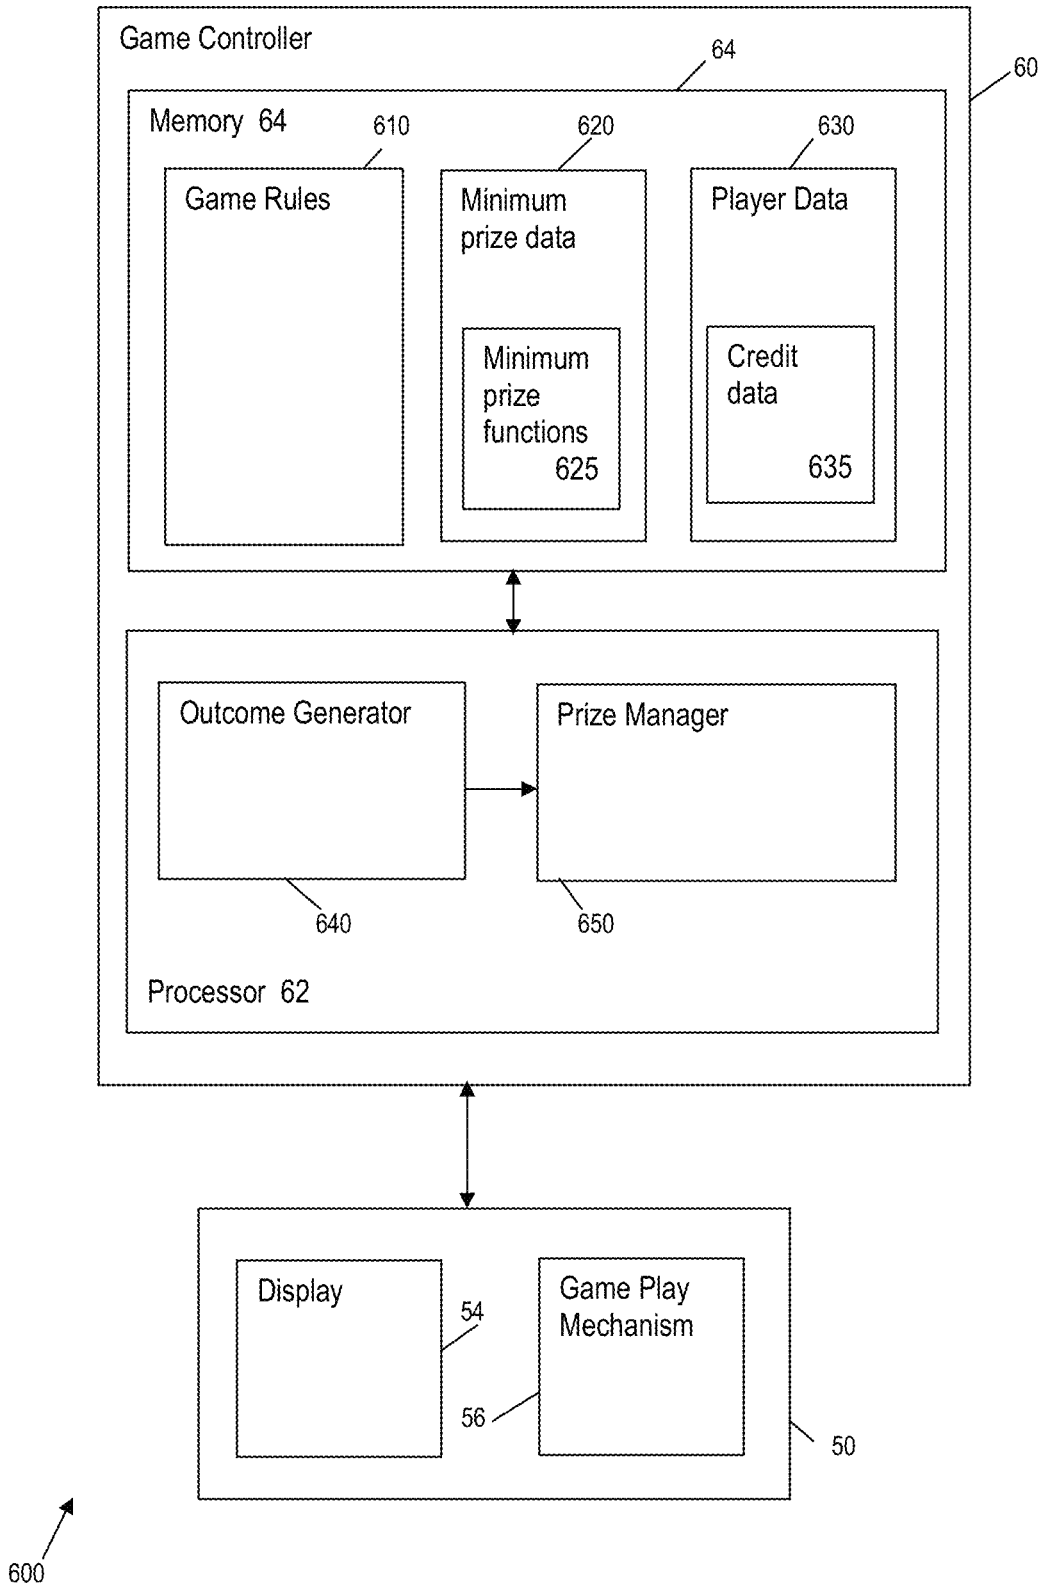 Game Controller
64
60
Memory 64
610
620
630
Game Rules
Minimum
prize data
Player Data
Minimum
prize
functions
625
Credit
data
635
Outcome Generator
Prize Manager
640
650
Processor 62
Display
54
Game Play
Mechanism
56
50
600